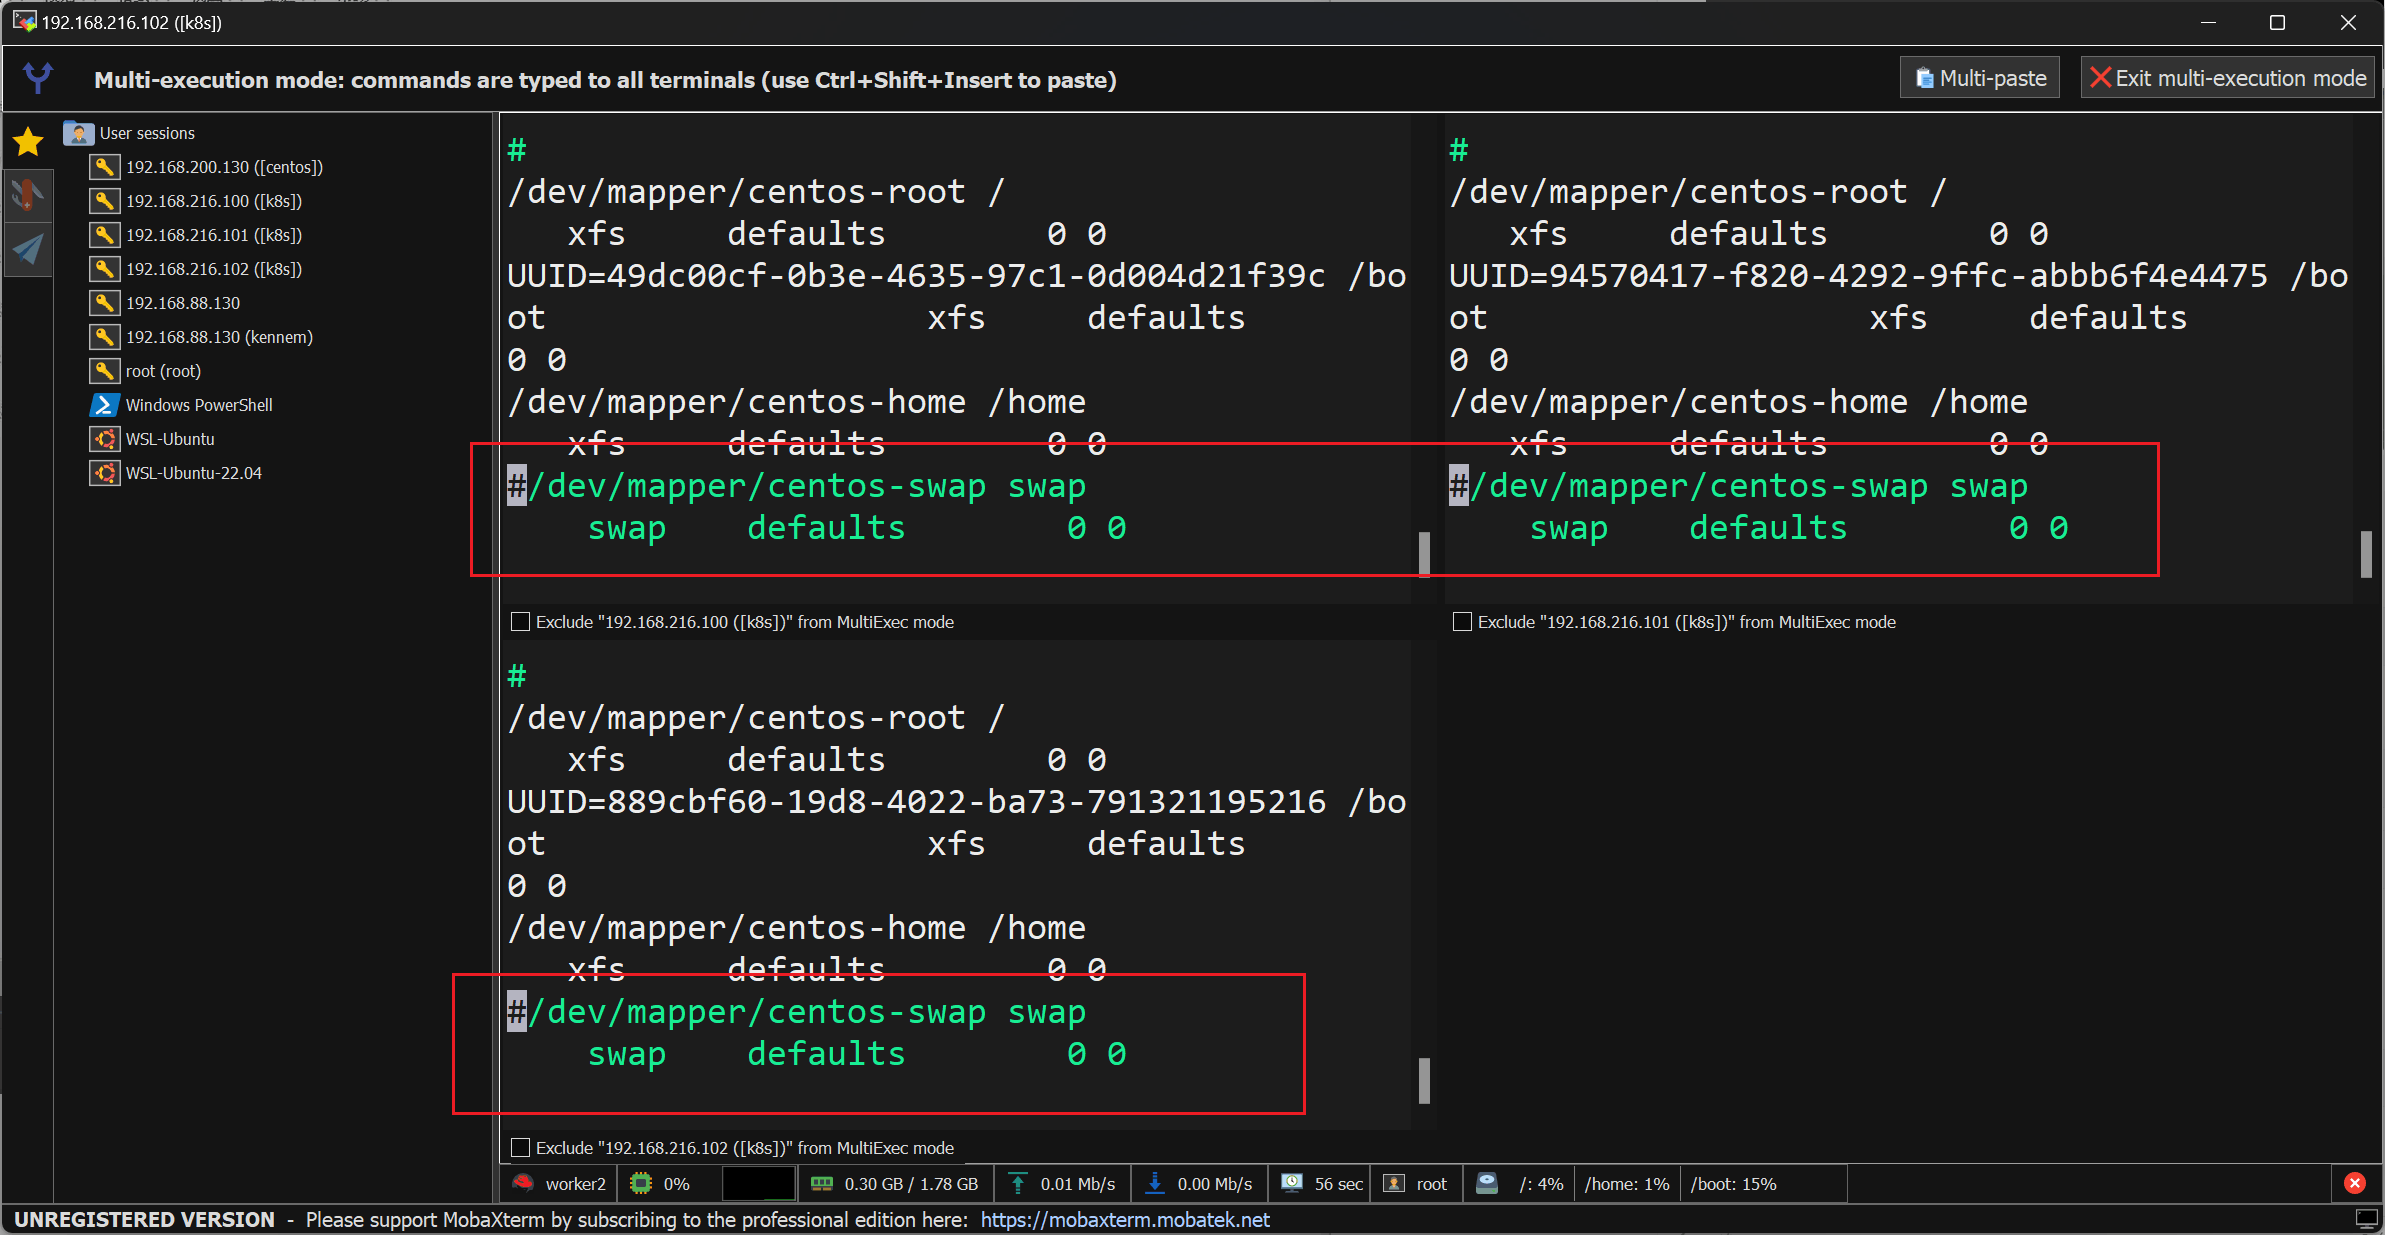 192.168.216.102 ([k8s])
Multi-execution mode: commands are typed to all terminals (use Ctrl+Shift+Insert to paste)
Multi-paste
Exit multi-execution mode
User sessions
192.168.200.130 ([centos])
192.168.216.100 ([k8s])
192.168.216.101 ([k8s])
192.168.216.102 ([k8s])
192.168.88.130
192.168.88.130 (kennem)
root (root)
Windows PowerShell
WSL-Ubuntu
WSL-Ubuntu-22.04
#
/dev/mapper/centos-root /
xfs defaults 0 0
UUID=49dc00cf-0b3e-4635-97c1-0d004d21f39c /bo
ot xfs defaults
0 0
/dev/mapper/centos-home /home
xfs defaults 0 0
#/dev/mapper/centos-swap swap
swap defaults 0 0
Exclude "192.168.216.100 ([k8s])" from MultiExec mode
#
/dev/mapper/centos-root /
xfs defaults 0 0
UUID=94570417-f820-4292-9ffc-abbb6f4e4475 /bo
ot xfs defaults
0 0
/dev/mapper/centos-home /home
xfs defaults 0 0
#/dev/mapper/centos-swap swap
swap defaults 0 0
Exclude "192.168.216.101 ([k8s])" from MultiExec mode
#
/dev/mapper/centos-root /
xfs defaults 0 0
UUID=889cbf60-19d8-4022-ba73-791321195216 /bo
ot xfs defaults
0 0
/dev/mapper/centos-home /home
xfs defaults 0 0
#/dev/mapper/centos-swap swap
swap defaults 0 0
Exclude "192.168.216.102 ([k8s])" from MultiExec mode
worker2 0% 0.30 GB / 1.78 GB 0.01 Mb/s 0.00 Mb/s 56 sec root /: 4% /home: 1% /boot: 15%
UNREGISTERED VERSION - Please support MobaXterm by subscribing to the professional edition here: https://mobaxterm.mobatek.net